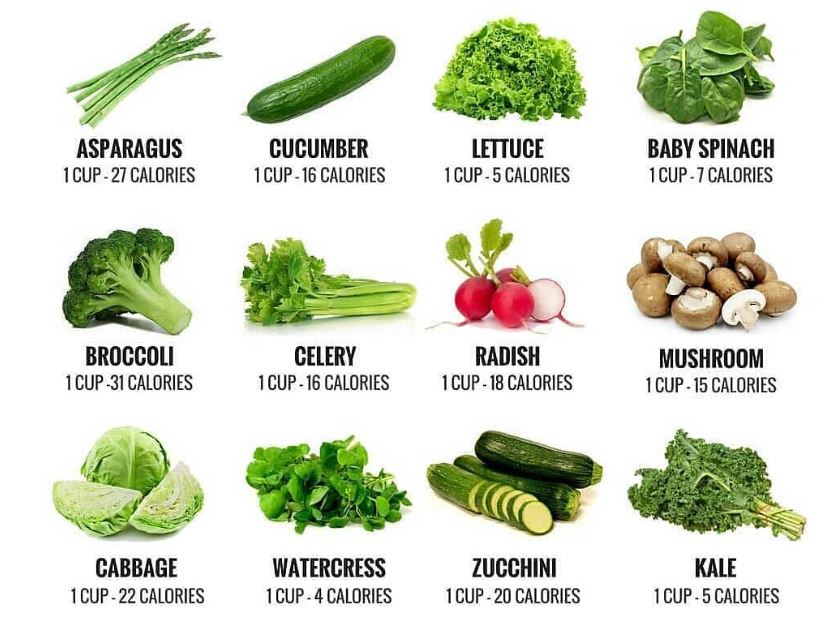 ASPARAGUS
1 CUP - 27 CALORIES
CUCUMBER
1 CUP - 16 CALORIES
LETTUCE
1 CUP - 5 CALORIES
BABY SPINACH
1 CUP - 7 CALORIES
BROCCOLI
1 CUP -31 CALORIES
CELERY
1 CUP - 16 CALORIES
RADISH
1 CUP - 18 CALORIES
MUSHROOM
1 CUP - 15 CALORIES
CABBAGE
1 CUP - 22 CALORIES
WATERCRESS
1 CUP - 4 CALORIES
ZUCCHINI
1 CUP - 20 CALORIES
KALE
1 CUP - 5 CALORIES